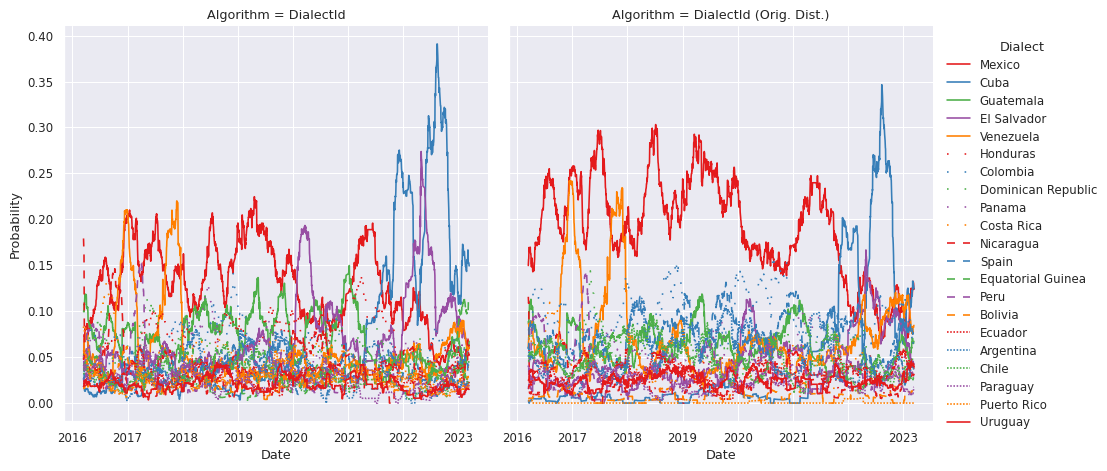 Algorithm = DialectId
Algorithm = DialectId (Orig. Dist.)
0.40
0.35
0.30
0.25
0.20
0.15
0.10
0.05
0.00
Probability
2016 2017 2018 2019 2020 2021 2022 2023
Date
2016 2017 2018 2019 2020 2021 2022 2023
Date
Dialect
Mexico
Cuba
Guatemala
El Salvador
Venezuela
Honduras
Colombia
Dominican Republic
Panama
Costa Rica
Nicaragua
Spain
Equatorial Guinea
Peru
Bolivia
Ecuador
Argentina
Chile
Paraguay
Puerto Rico
Uruguay